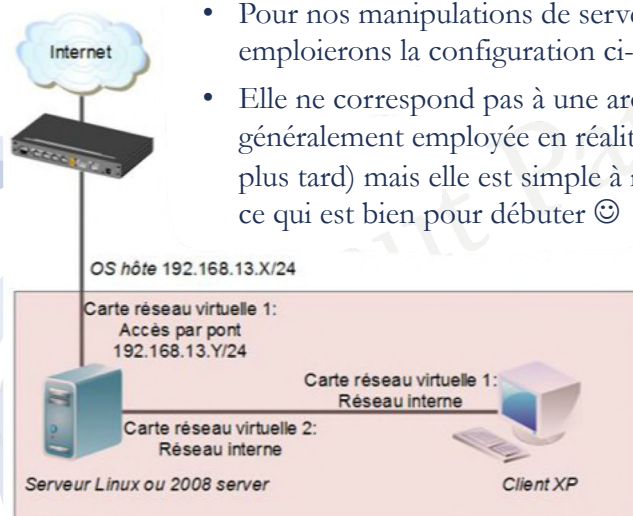 • Pour nos manipulations de serve
emploierons la configuration ci-
• Elle ne correspond pas à une arc
généralement employée en réalit
plus tard) mais elle est simple à
ce qui est bien pour débuter ☺
Internet
OS hôte 192.168.13.X/24
Carte réseau virtuelle 1:
Accès par pont
192.168.13.Y/24
Carte réseau virtuelle 1:
Réseau interne
Carte réseau virtuelle 2:
Réseau interne
Serveur Linux ou 2008 server
Client XP